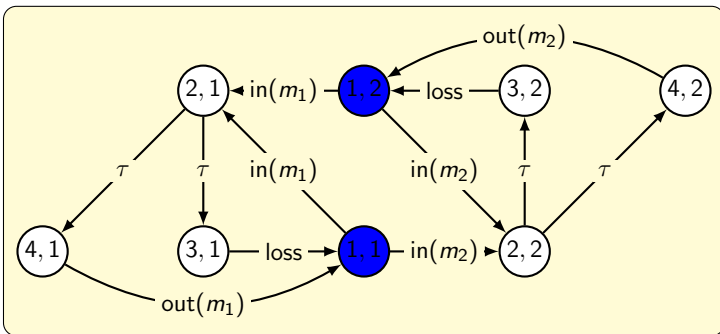 out(m₂)
2, 1
in(m₁)
1, 2
loss
3, 2
4, 2
τ
τ
in(m₁)
in(m₂)
τ
τ
4, 1
3, 1
loss
1, 1
in(m₂)
2, 2
out(m₁)